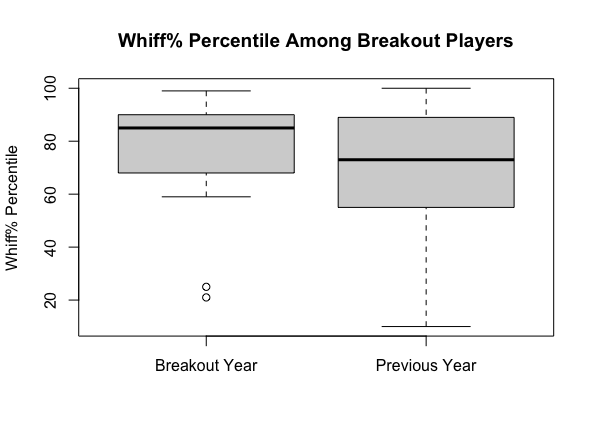 Whiff% Percentile Among Breakout Players
Whiff% Percentile
100
80
60
40
20
Breakout Year
Previous Year